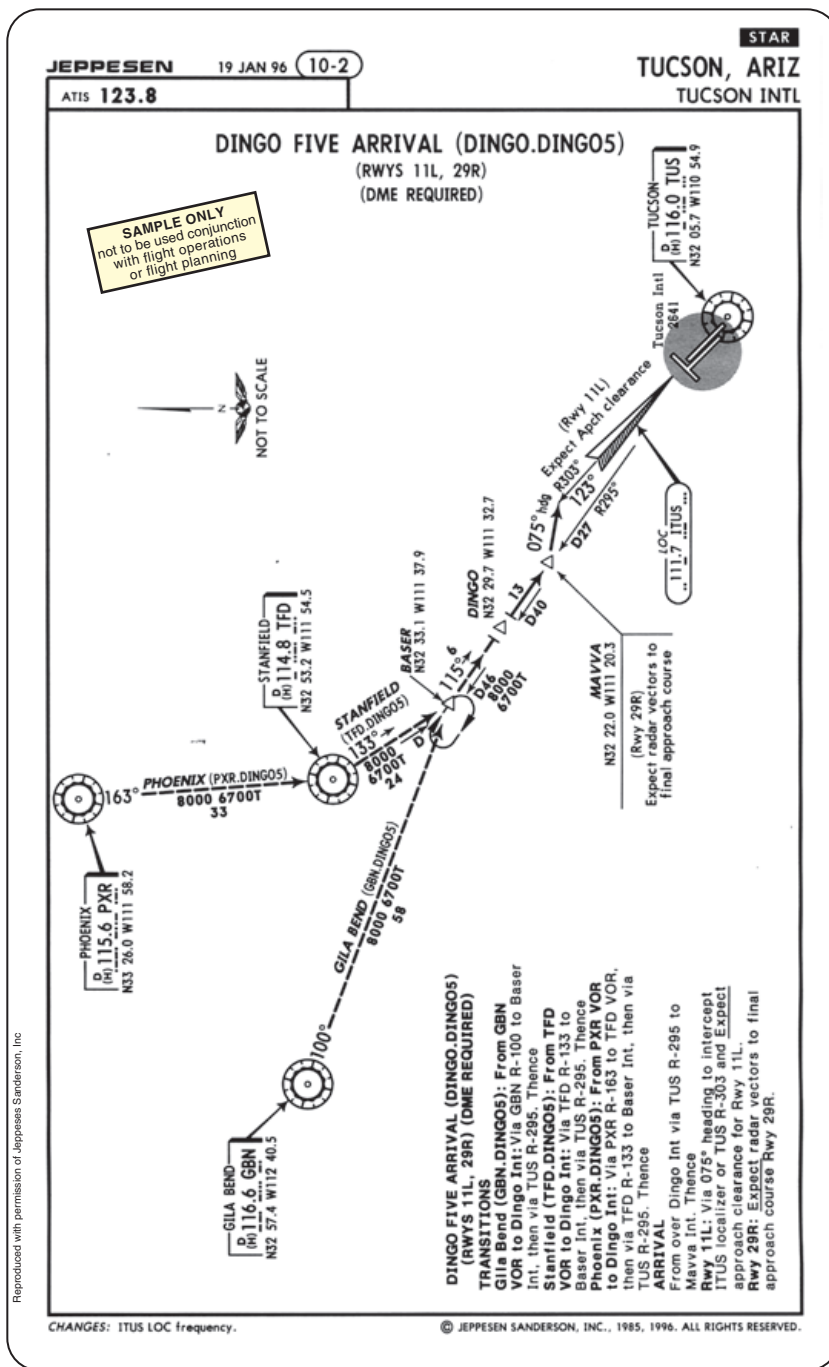 STAR
JEPPESEN 19 JAN 96 10-2
TUCSON, ARIZ
ATIS 123.8
TUCSON INTL
DINGO FIVE ARRIVAL (DINGO.DINGO5)
(RWYS 11L, 29R)
(DME REQUIRED)
SAMPLE ONLY
not to be used conjunction
with flight operations
or flight planning
TUCSON
D
(H) 116.0 TUS
N32 05.7 W110 54.9
Tucson Intl
2641
N
NOT TO SCALE
(Rwy 11L)
Expect Apch clearance
R303°
123°
075° hdg
D27 R295°
LOC
111.7 ITUS
DINGO
N32 29.7 W111 32.7
13
D40
BASER
N32 33.1 W111 37.9
115°
6
D46
8000
6700T
MAVVA
N32 22.0 W111 20.3
(Rwy 29R)
Expect radar vectors to
final approach course
STANFIELD
D
(H) 114.8 TFD
N32 53.2 W111 54.5
STANFIELD
(TFD.DINGO5)
133°
8000
6700T
24
D
163°
PHOENIX (PXR.DINGO5)
8000 6700T
33
PHOENIX
D
(H) 115.6 PXR
N33 26.0 W111 58.2
GILA BEND (GBN.DINGO5)
8000 6700T
58
100°
GILA BEND
D
(H) 116.6 GBN
N32 57.4 W112 40.5
DINGO FIVE ARRIVAL (DINGO.DINGO5)
(RWYS 11L, 29R) (DME REQUIRED)
TRANSITIONS
Gila Bend (GBN.DINGO5): From GBN
VOR to Dingo Int: Via GBN R-100 to Baser
Int, then via TUS R-295. Thence
Stanfield (TFD.DINGO5): From TFD
VOR to Dingo Int: Via TFD R-133 to
Baser Int, then via TUS R-295. Thence
Phoenix (PXR.DINGO5): From PXR VOR
to Dingo Int: Via PXR R-163 to TFD VOR,
then via TFD R-133 to Baser Int, then via
TUS R-295. Thence
ARRIVAL
From over Dingo Int via TUS R-295 to
Mavva Int. Thence
Rwy 11L: Via 075° heading to intercept
ITUS localizer or TUS R-303 and Expect
approach clearance for Rwy 11L.
Rwy 29R: Expect radar vectors to final
approach course Rwy 29R.
Reproduced with permission of Jeppeses Sanderson, Inc
CHANGES: ITUS LOC frequency.
© JEPPESEN SANDERSON, INC., 1985, 1996. ALL RIGHTS RESERVED.